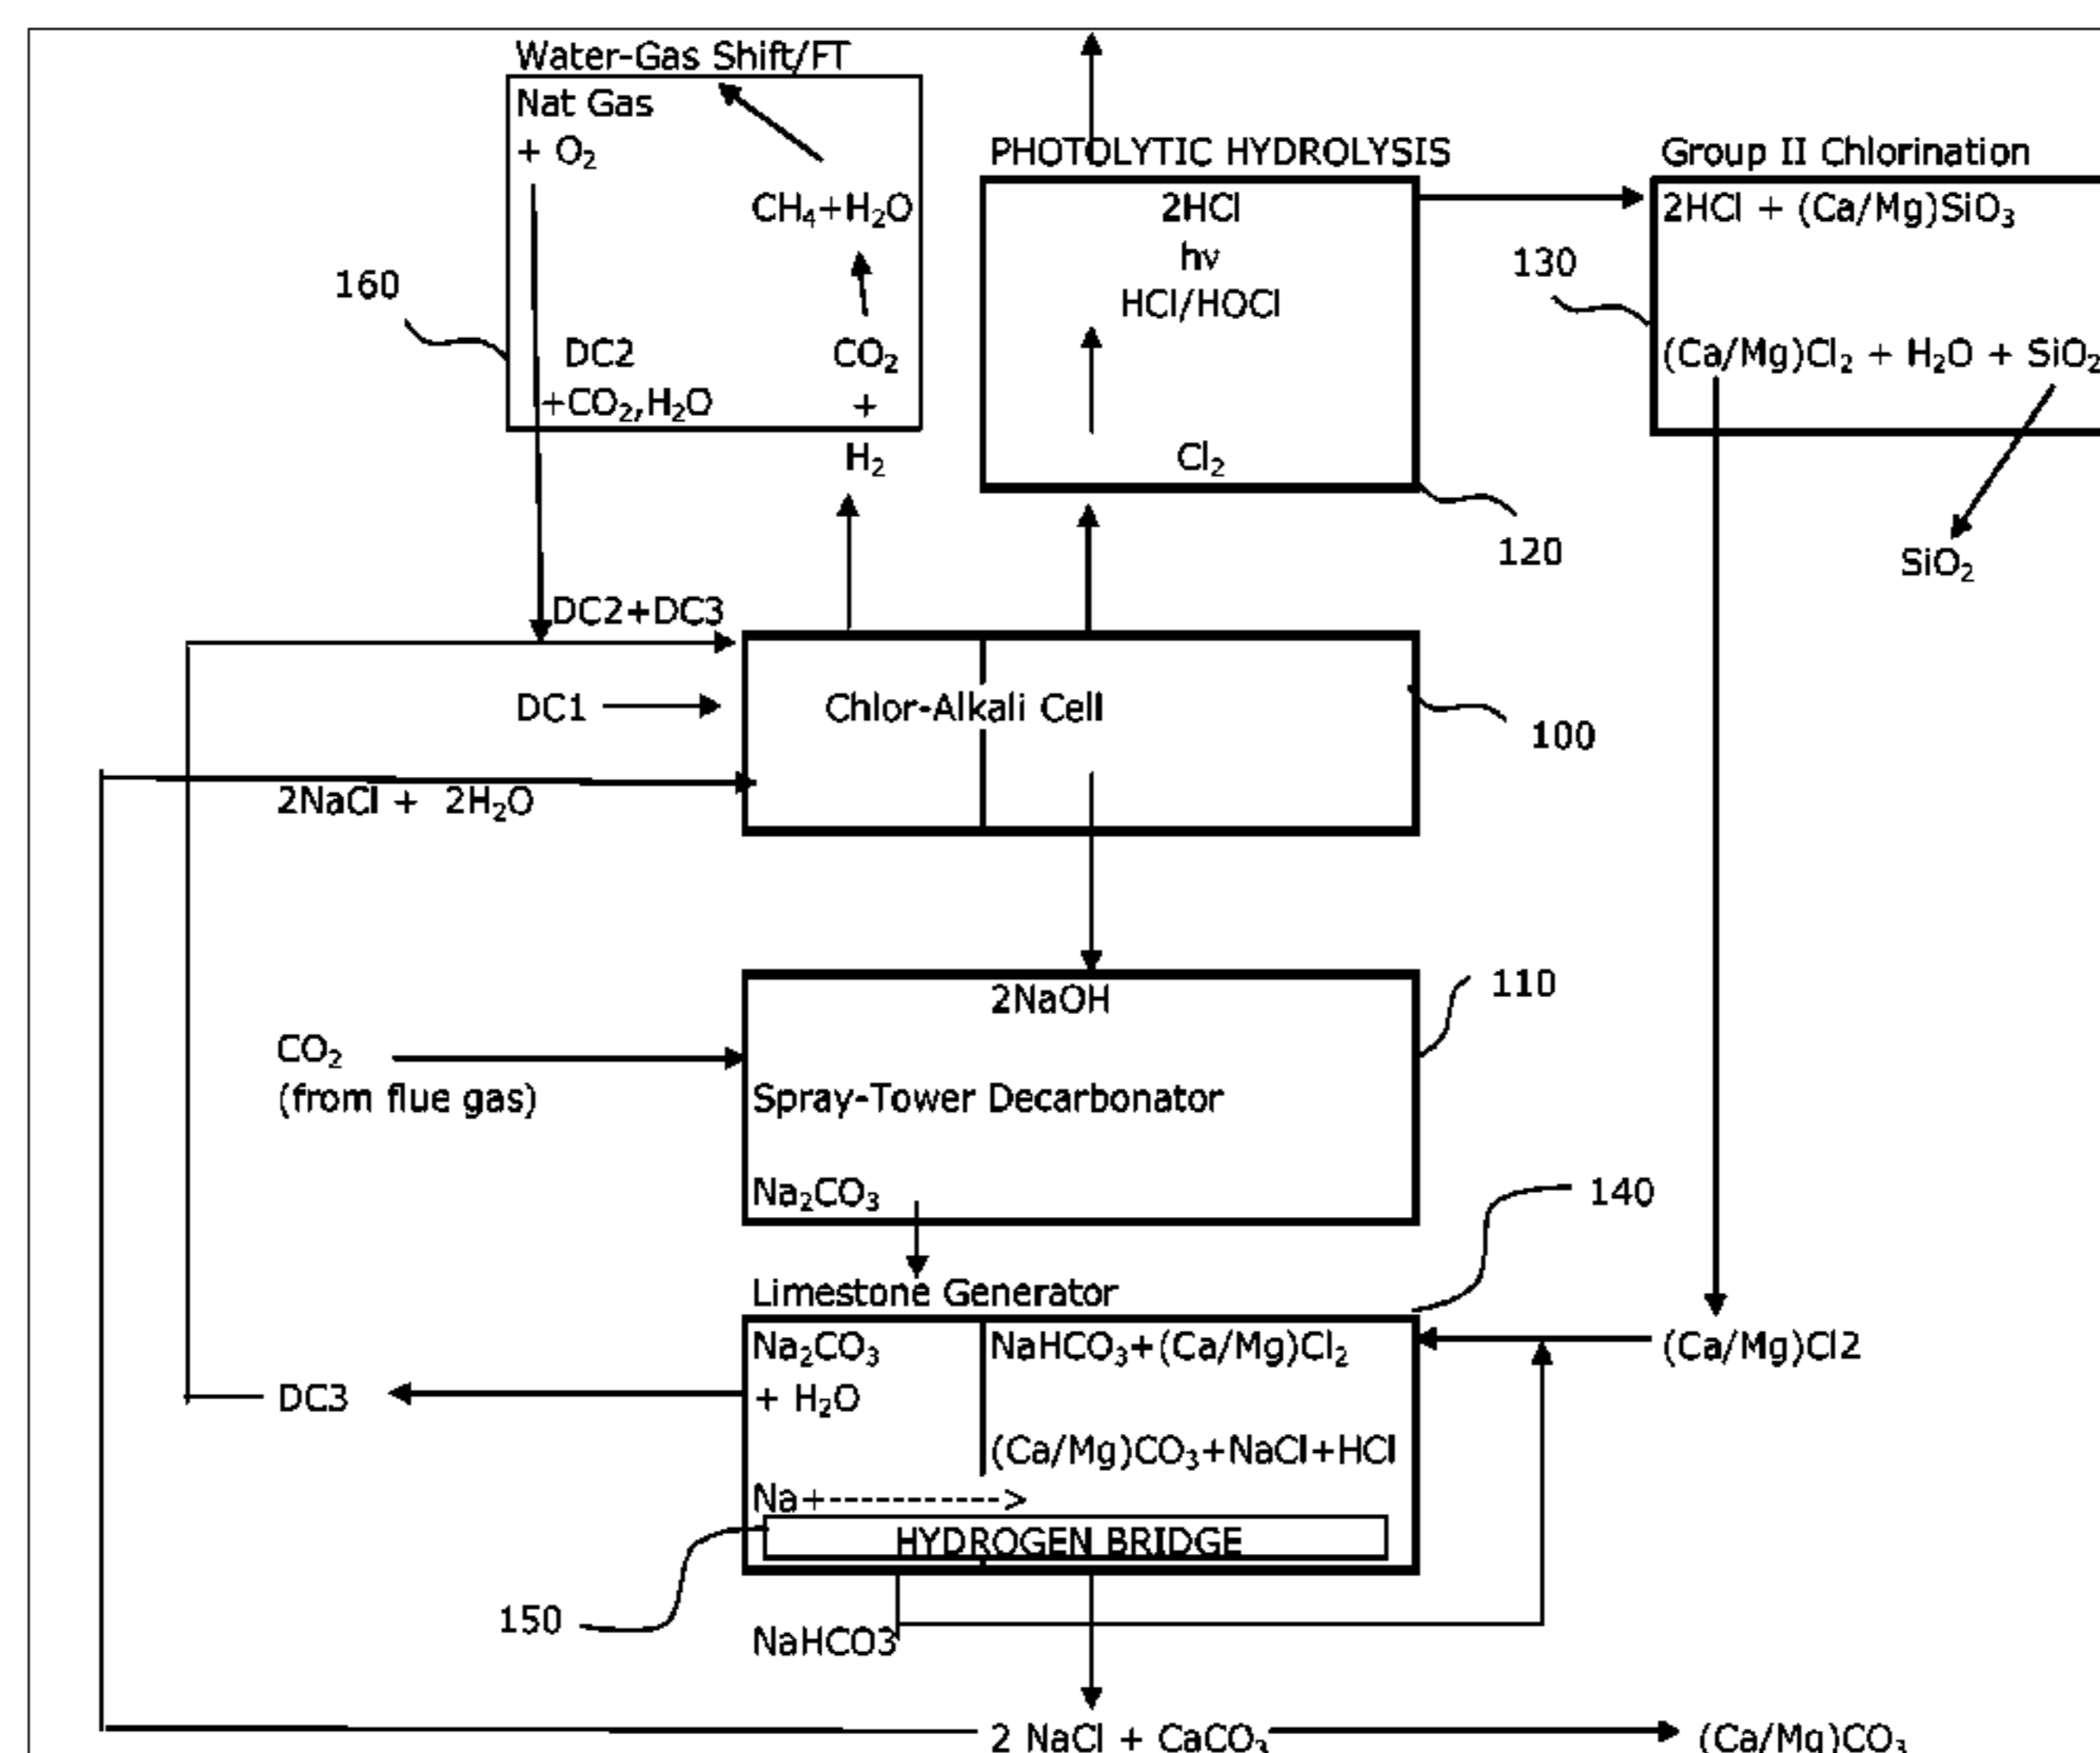 Water-Gas Shift/FT
Nat Gas
+ O₂
CH₄+H₂O
160
DC2
+CO₂,H₂O
CO₂
+
H₂
PHOTOLYTIC HYDROLYSIS
2HCl
hν
HCl/HOCl
Cl₂
120
Group II Chlorination
2HCl + (Ca/Mg)SiO₃
130
(Ca/Mg)Cl₂ + H₂O + SiO₂
SiO₂
DC2+DC3
DC1
Chlor-Alkali Cell
100
2NaCl + 2H₂O
2NaOH
110
CO₂
(from flue gas)
Spray-Tower Decarbonator
Na₂CO₃
140
Limestone Generator
Na₂CO₃
+ H₂O
NaHCO₃+(Ca/Mg)Cl₂
(Ca/Mg)Cl2
DC3
(Ca/Mg)CO₃+NaCl+HCl
Na+----------->
HYDROGEN BRIDGE
150
NaHCO3
2 NaCl + CaCO₃
(Ca/Mg)CO₃